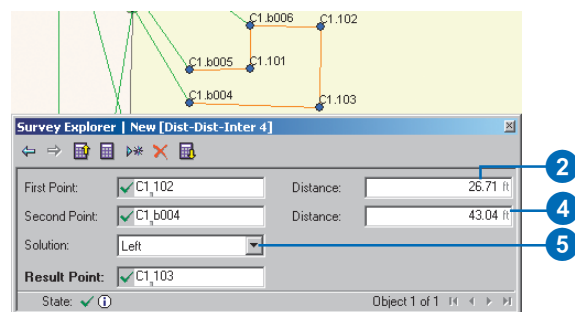 C1.b006 C1.102
C1.b005 C1.101
C1.b004 C1.103
Survey Explorer | New [Dist-Dist-Inter 4]
2
First Point: C1,102 Distance: 26.71 ft
4
Second Point: C1,b004 Distance: 43.04 ft
5
Solution: Left
Result Point: C1,103
State: Object 1 of 1